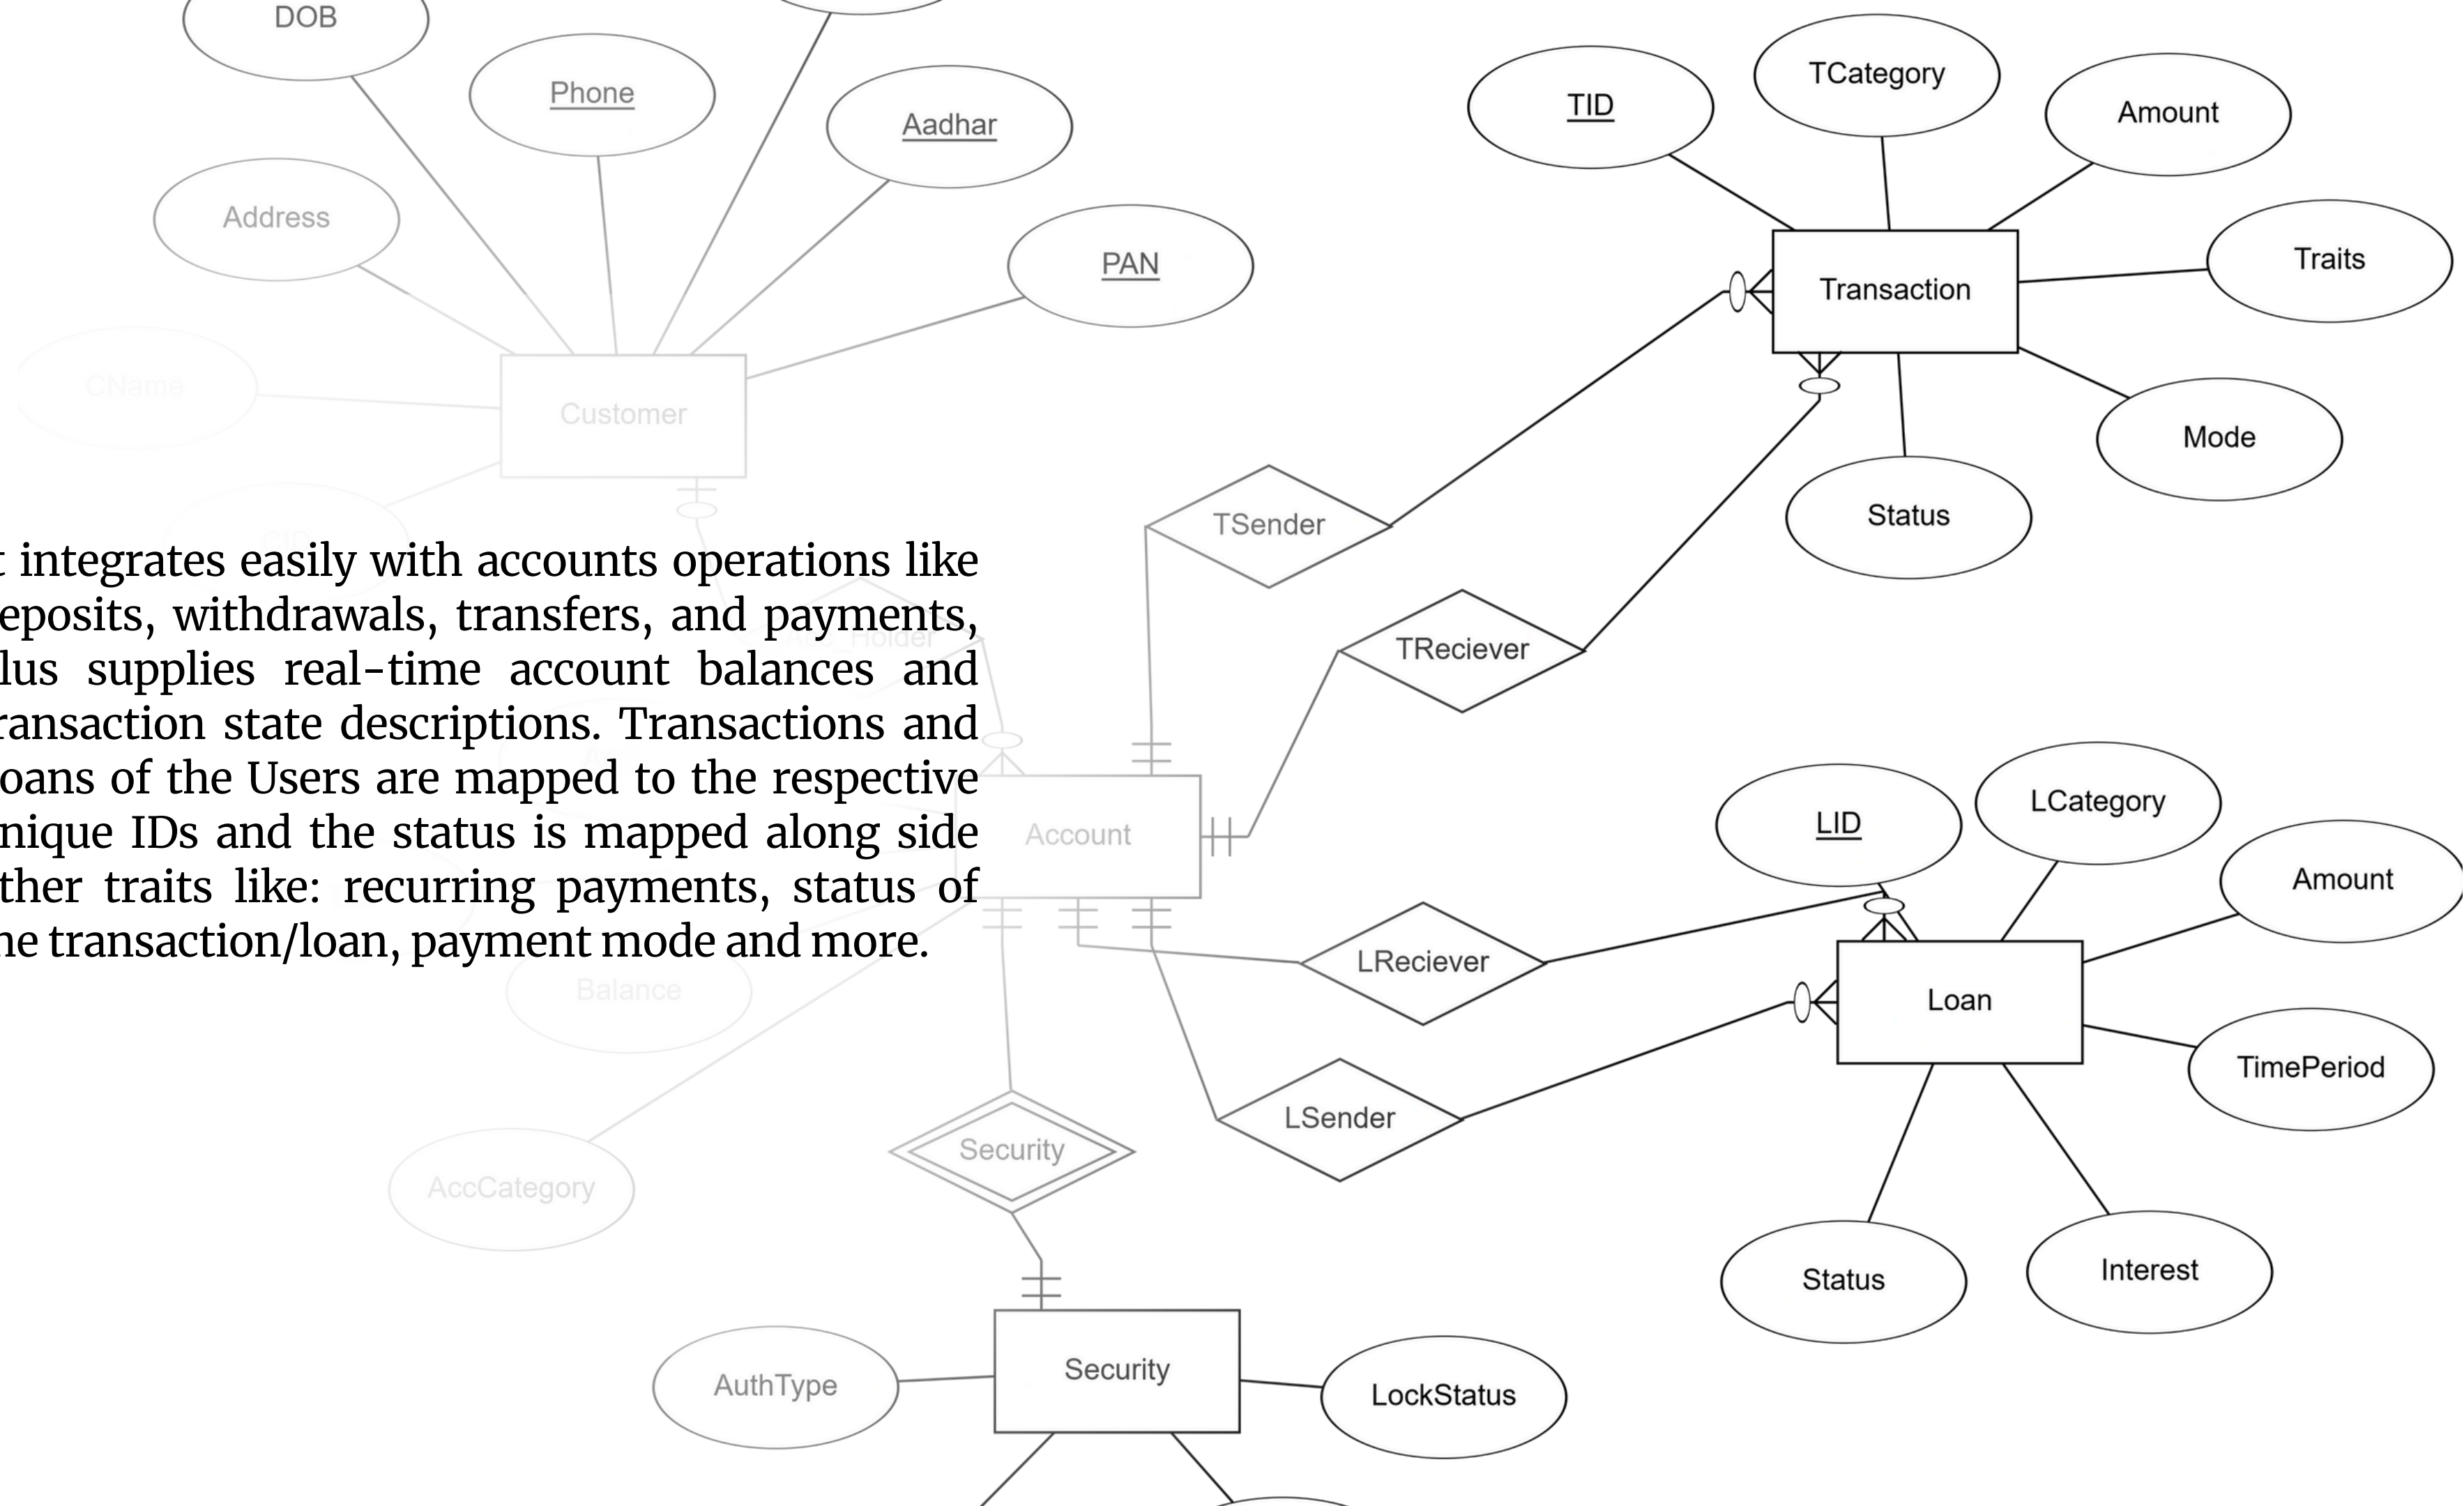 DOB
TCategory
Phone
TID
Amount
Aadhar
Address
PAN
Traits
Transaction
CName
Customer
Mode
Status
TSender
CID
t integrates easily with accounts operations like
eposits, withdrawals, transfers, and payments,
Holder
TReciever
lus supplies real-time account balances and
ransaction state descriptions. Transactions and
oans of the Users are mapped to the respective
nique IDs and the status is mapped along side
ther traits like: recurring payments, status of
ne transaction/loan, payment mode and more.
Account
LID
LCategory
Amount
LReciever
Balance
Loan
TimePeriod
LSender
Security
AccCategory
Status
Interest
Security
AuthType
LockStatus